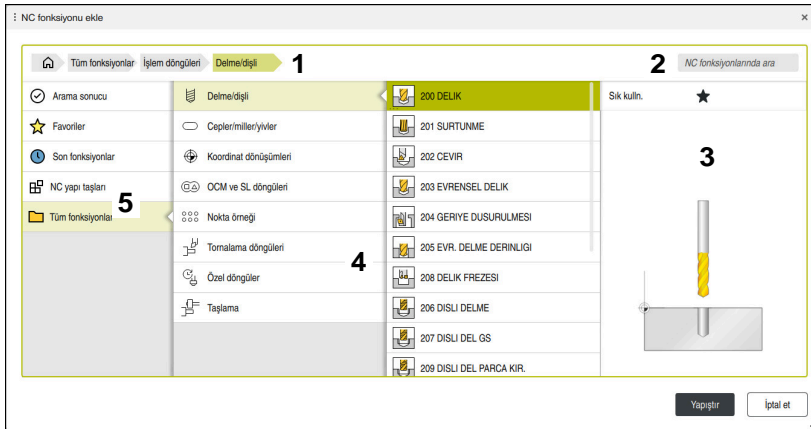 NC fonksiyonu ekle
Tüm fonksiyonlar İşlem döngüleri Delme/dişli 1 2 NC fonksiyonlarında ara
Arama sonucu
Favoriler
Son fonksiyonlar
NC yapı taşları
5
Tüm fonksiyonlar
Delme/dişli
Cepler/miller/yivler
Koordinat dönüşümleri
OCM ve SL döngüleri
Nokta örneği
Tornalama döngüleri
4
Özel döngüler
Taşlama
200 DELIK
201 SURTUNME
202 CEVIR
203 EVRENSEL DELIK
204 GERIYE DUSURULMESI
205 EVR. DELME DERINLIGI
208 DELIK FREZESI
206 DISLI DELME
207 DISLI DEL GS
209 DISLI DEL PARCA KIR.
Sık kulln.
3
Yapıştır İptal et